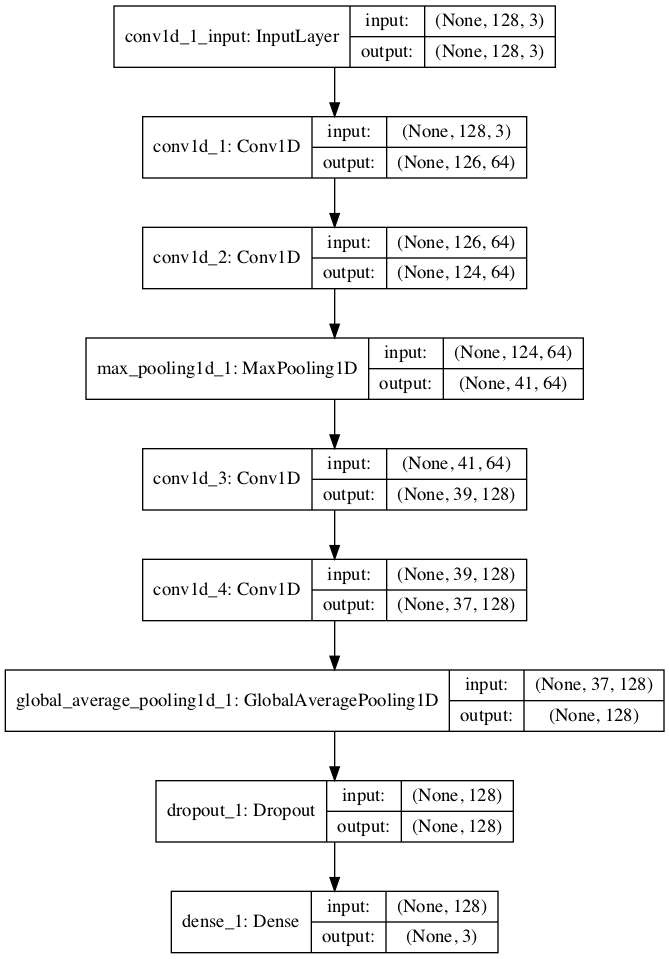 conv1d_1_input: InputLayer
input: (None, 128, 3)
output: (None, 128, 3)
conv1d_1: Conv1D
input: (None, 128, 3)
output: (None, 126, 64)
conv1d_2: Conv1D
input: (None, 126, 64)
output: (None, 124, 64)
max_pooling1d_1: MaxPooling1D
input: (None, 124, 64)
output: (None, 41, 64)
conv1d_3: Conv1D
input: (None, 41, 64)
output: (None, 39, 128)
conv1d_4: Conv1D
input: (None, 39, 128)
output: (None, 37, 128)
global_average_pooling1d_1: GlobalAveragePooling1D
input: (None, 37, 128)
output: (None, 128)
dropout_1: Dropout
input: (None, 128)
output: (None, 128)
dense_1: Dense
input: (None, 128)
output: (None, 3)